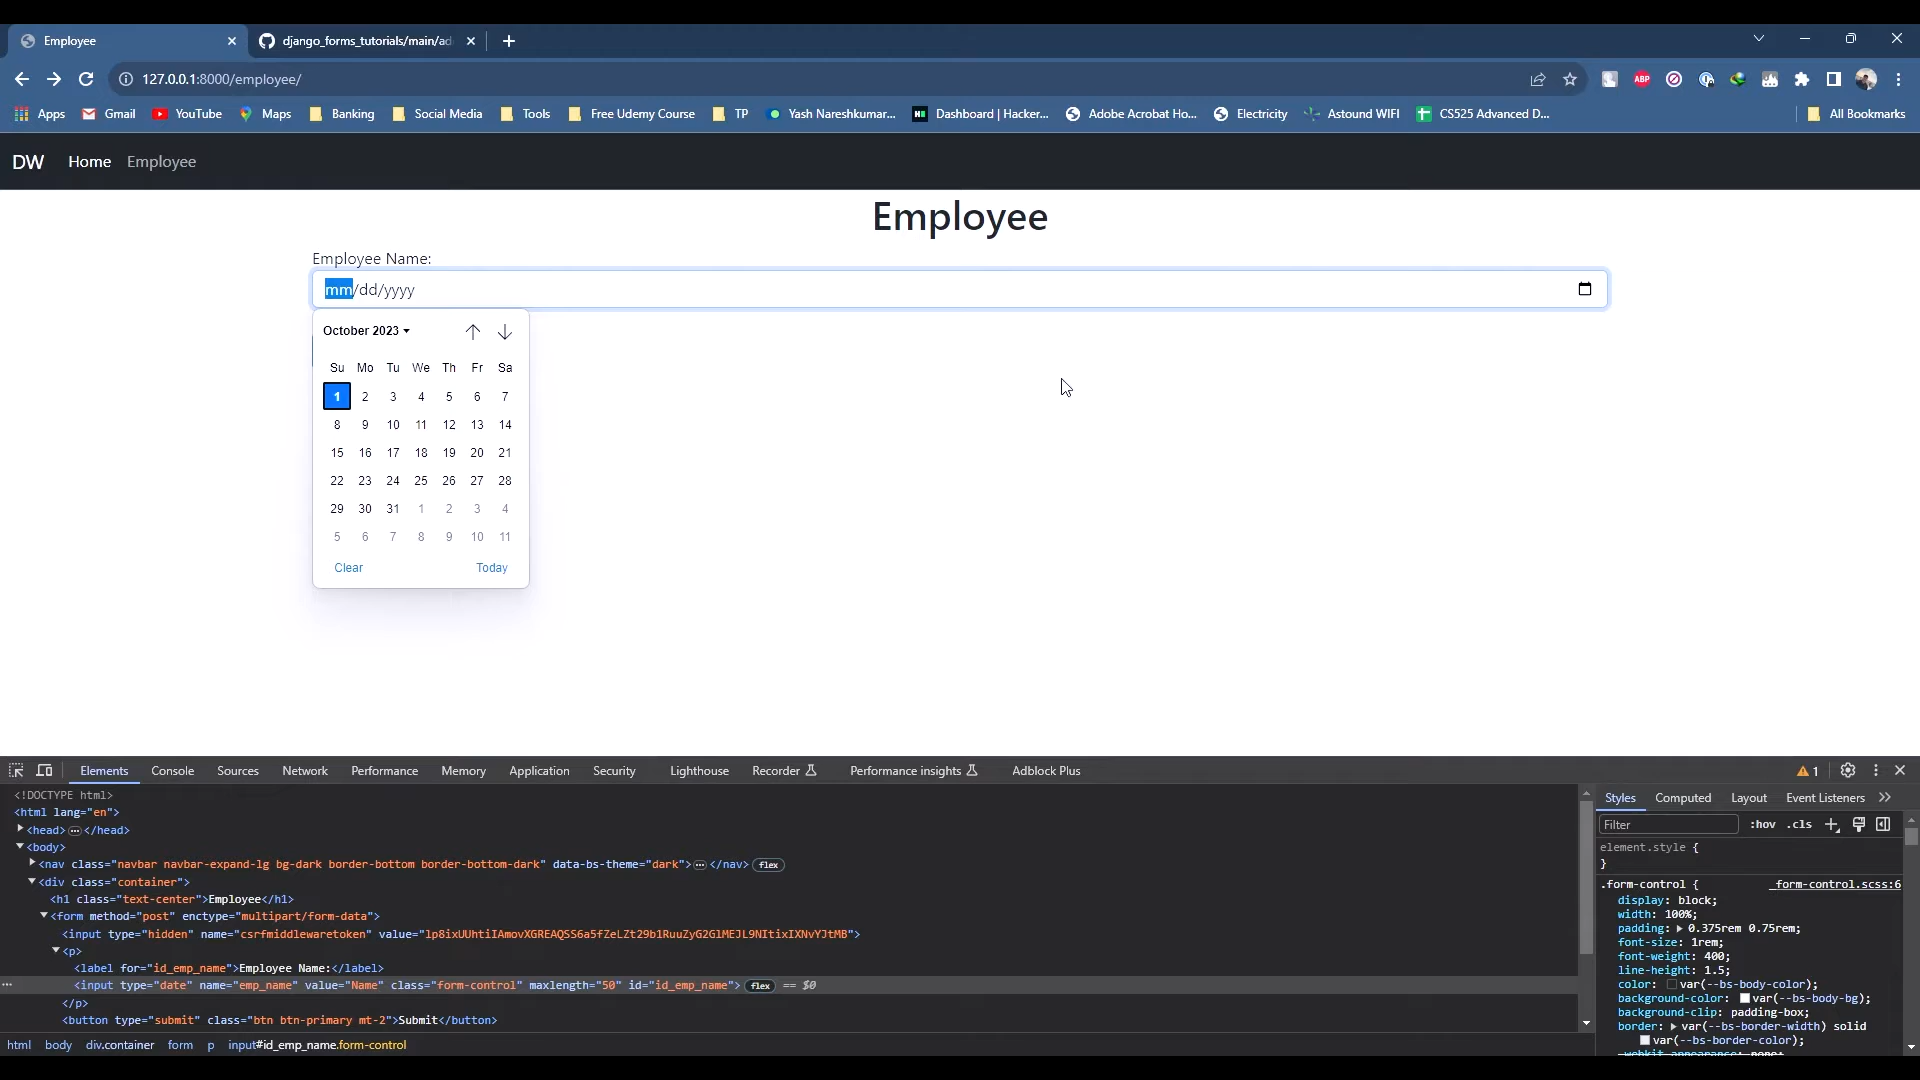 Employee
django_forms_tutorials/main/ad
127.0.0.1:8000/employee/
ABP
Apps Gmail YouTube Maps Banking Social Media Tools Free Udemy Course TP Yash Nareshkumar... Dashboard | Hacker... Adobe Acrobat Ho... Electricity Astound WIFI CS525 Advanced D... All Bookmarks
DW Home Employee
Employee
Employee Name:
mm/dd/yyyy
October 2023
Su Mo Tu We Th Fr Sa
1 2 3 4 5 6 7
8 9 10 11 12 13 14
15 16 17 18 19 20 21
22 23 24 25 26 27 28
29 30 31 1 2 3 4
5 6 7 8 9 10 11
Clear Today
Elements Console Sources Network Performance Memory Application Security Lighthouse Recorder Performance insights Adblock Plus 1
<!DOCTYPE html>
<html lang="en">
<head>…</head>
<body>
<nav class="navbar navbar-expand-lg bg-dark border-bottom border-bottom-dark" data-bs-theme="dark">…</nav> flex
<div class="container">
<h1 class="text-center">Employee</h1>
<form method="post" enctype="multipart/form-data">
<input type="hidden" name="csrfmiddlewaretoken" value="lp8ixUUhtiIAmovXGREAQSS6a5fZeLZt29b1RuuZyG2GlMEJL9NItixIXNvYJtMB">
<p>
<label for="id_emp_name">Employee Name:</label>
<input type="date" name="emp_name" value="Name" class="form-control" maxlength="50" id="id_emp_name"> flex == $0
</p>
<button type="submit" class="btn btn-primary mt-2">Submit</button>
html body div.container form p input#id_emp_name.form-control
Styles Computed Layout Event Listeners
Filter :hov .cls
element.style {
}
.form-control { _form-control.scss:6
display: block;
width: 100%;
padding: 0.375rem 0.75rem;
font-size: 1rem;
font-weight: 400;
line-height: 1.5;
color: var(--bs-body-color);
background-color: var(--bs-body-bg);
background-clip: padding-box;
border: var(--bs-border-width) solid
var(--bs-border-color);
-webkit-appearance: none;